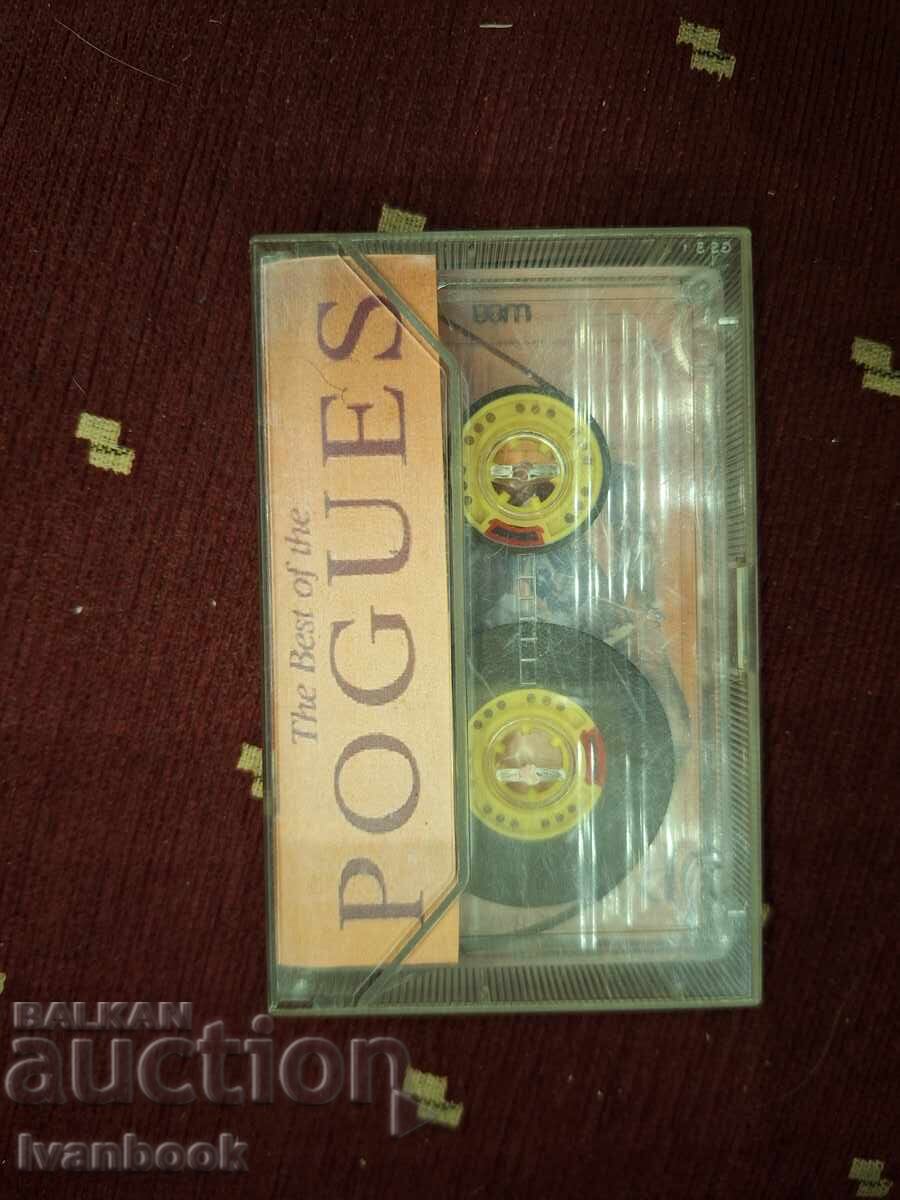 The Best of the
POGUES
BALKAN
auction
Ivanbook